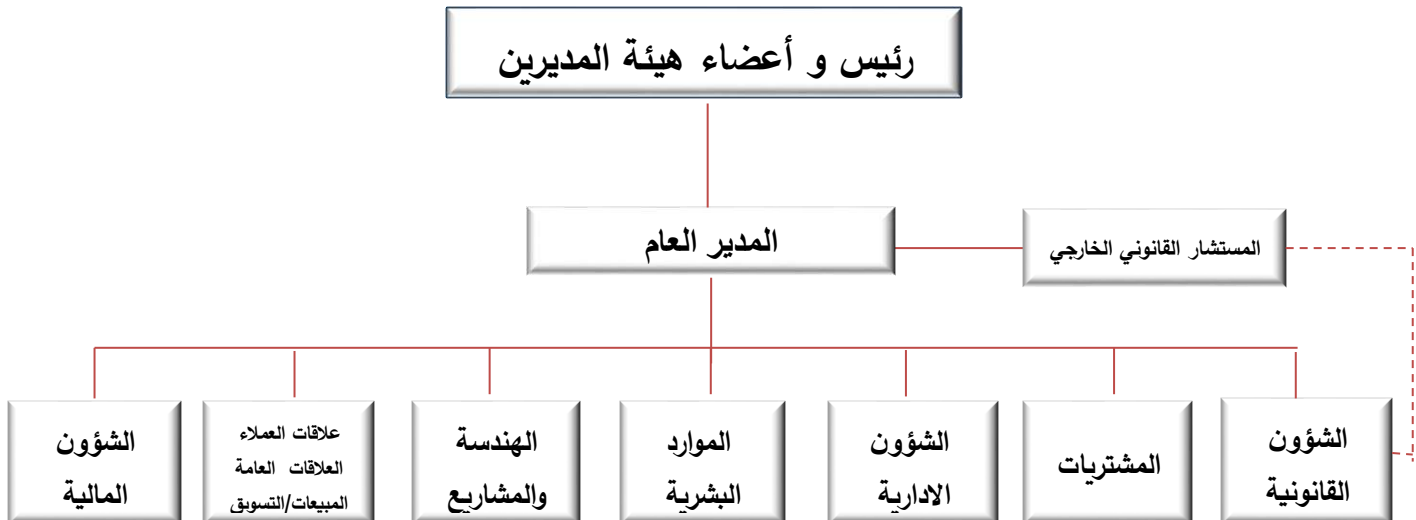 رئيس و أعضاء هيئة المديرين
المدير العام
المستشار القانوني الخارجي
الشؤون
القانونية
المشتريات
الشؤون
الادارية
الموارد
البشرية
الهندسة
والمشاريع
علاقات العملاء
العلاقات العامة
المبيعات/التسويق
الشؤون
المالية